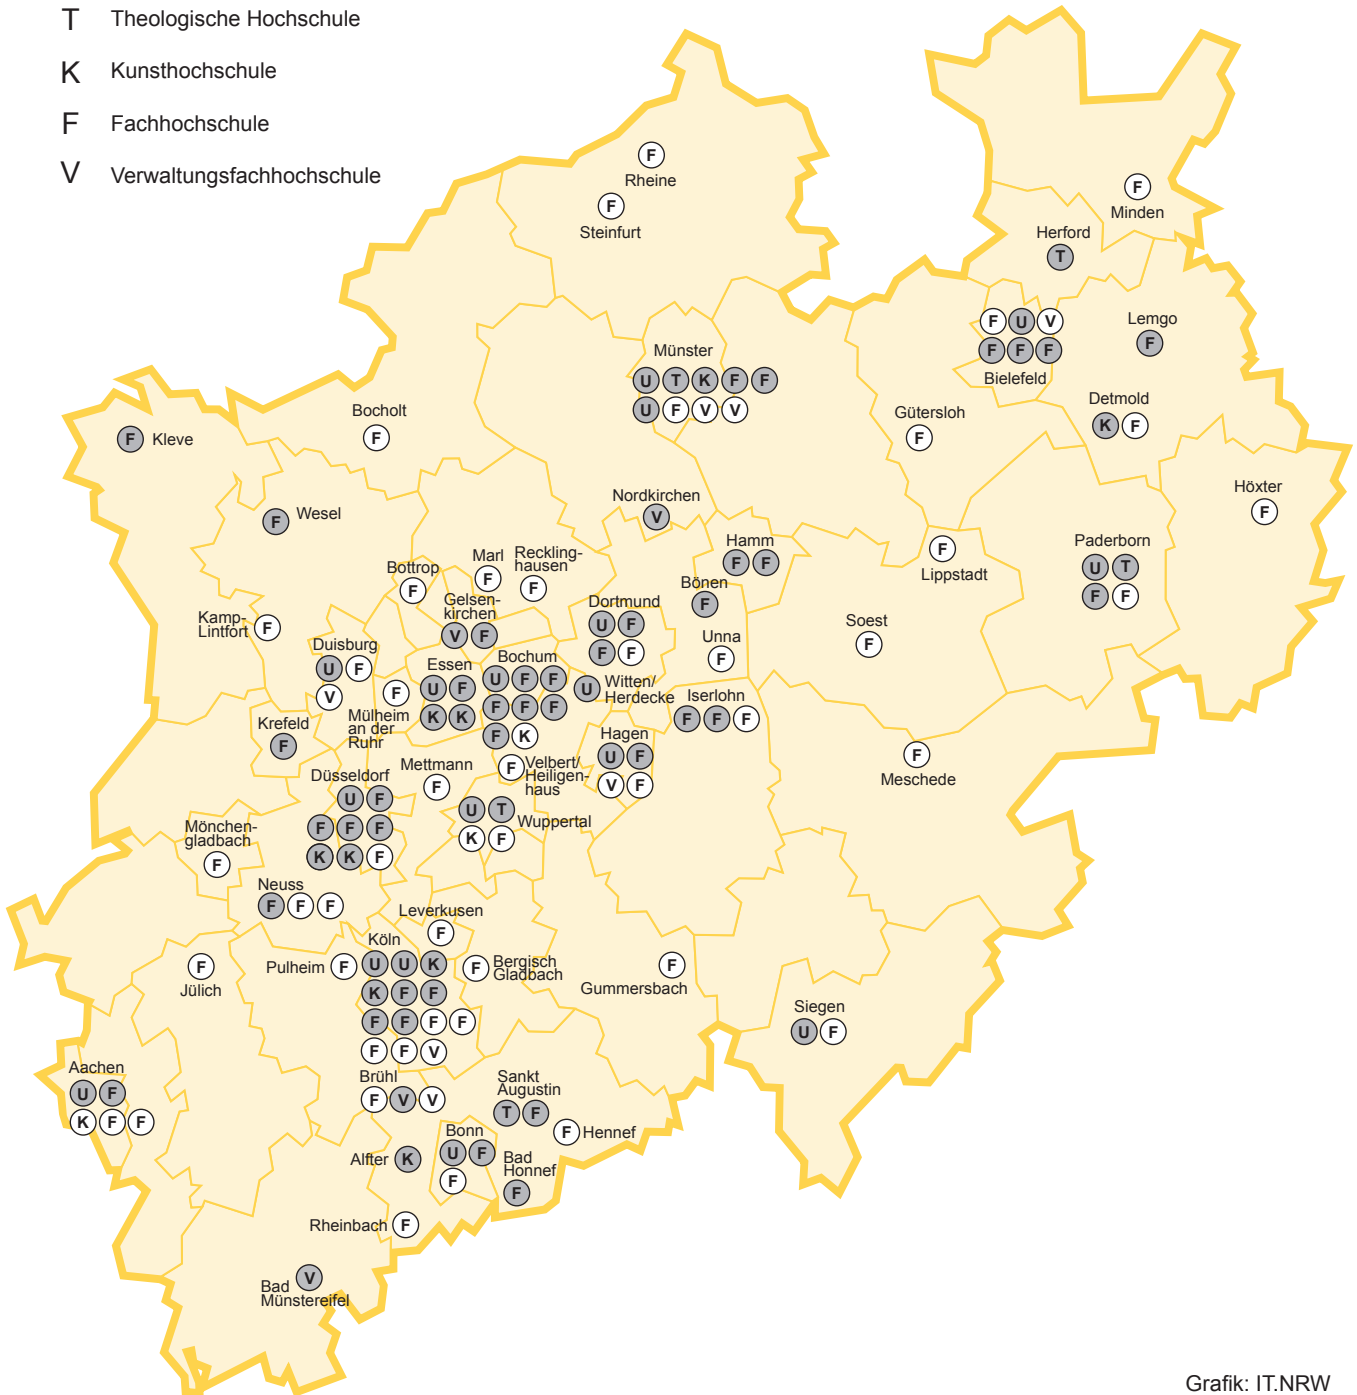 T Theologische Hochschule
K Kunsthochschule
F Fachhochschule
V Verwaltungsfachhochschule
F
Rheine
F
Steinfurt
F
Minden
Herford
T
F U V
F F F
Bielefeld
Lemgo
F
Münster
U T K F F
U F V V
Detmold
K F
Gütersloh
F
Bocholt
F
F Kleve
Höxter
F
Nordkirchen
V
F Wesel
Hamm
F F
F
Lippstadt
Paderborn
U T
F F
Marl
F
Reckling-
hausen
F
Bottrop
F
Gelsen-
kirchen
V F
Bönen
F
Dortmund
U F
F F
Kamp-
Lintfort F
Unna
F
Soest
F
Duisburg
U F
V
Essen
U F
K K
Bochum
U F F
F F F
F K
U Witten/
Herdecke
F
Mülheim
an der
Ruhr
Iserlohn
F F F
Krefeld
F
Hagen
U F
V F
F
Meschede
F Velbert/
Heiligen-
haus
Mettmann
F
Düsseldorf
U F
F F F
K K F
U T
K F
Wuppertal
Mönchen-
gladbach
F
Neuss
F F F
Leverkusen
F
Köln
U U K
K F F
F F F F
F F V
Pulheim F
F Bergisch
Gladbach
F
Jülich
F
Gummersbach
Siegen
U F
Aachen
U F
K F F
Brühl
F V V
Sankt
Augustin
T F
F Hennef
Bonn
U F
F
Alfter K
Bad
Honnef
F
Rheinbach F
V
Bad
Münstereifel
Grafik: IT.NRW